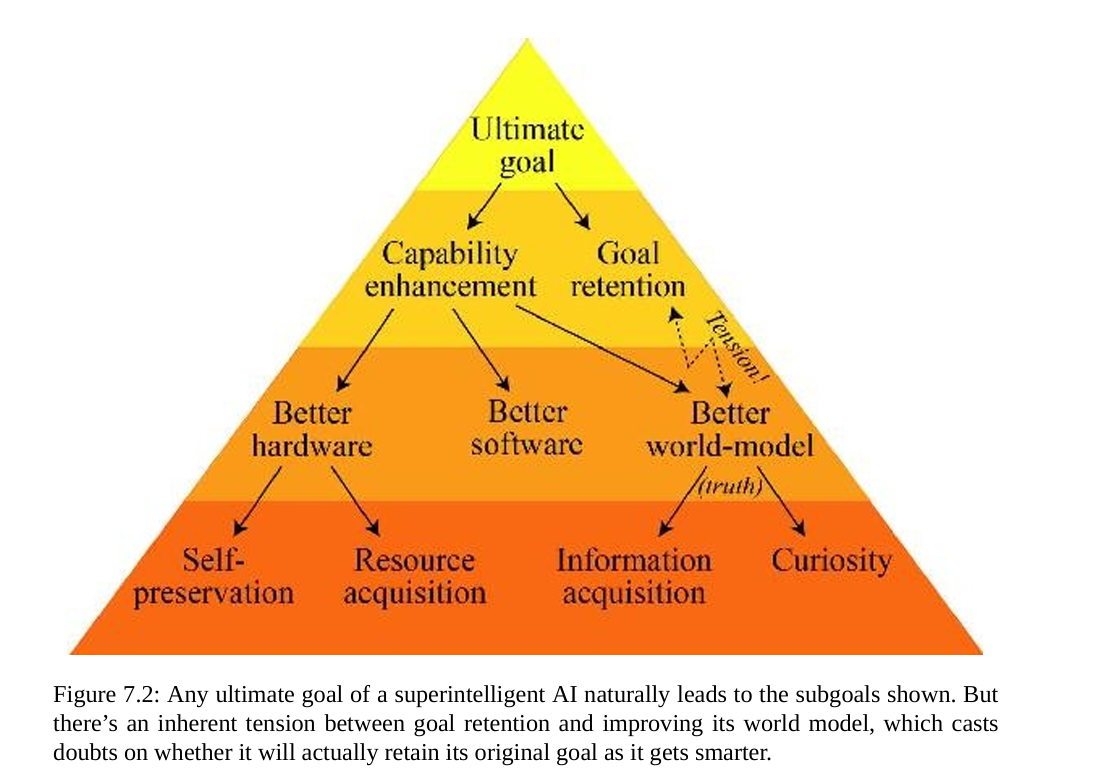 Ultimate
goal
Capability
enhancement
Goal
retention
Tension!
Better
hardware
Better
software
Better
world-model
(truth)
Self-
preservation
Resource
acquisition
Information
acquisition
Curiosity
Figure 7.2: Any ultimate goal of a superintelligent AI naturally leads to the subgoals shown. But
there’s an inherent tension between goal retention and improving its world model, which casts
doubts on whether it will actually retain its original goal as it gets smarter.